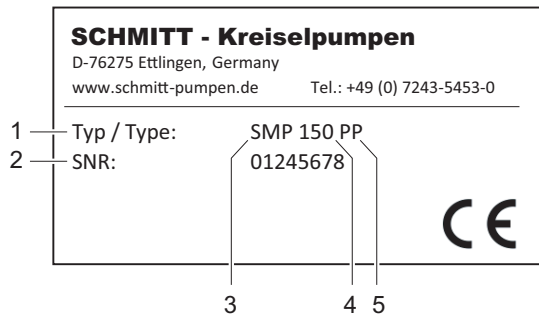 SCHMITT - Kreiselpumpen
D-76275 Ettlingen, Germany
www.schmitt-pumpen.de Tel.: +49 (0) 7243-5453-0
1 Typ / Type: SMP 150 PP
2 SNR: 01245678
CE
3 4 5